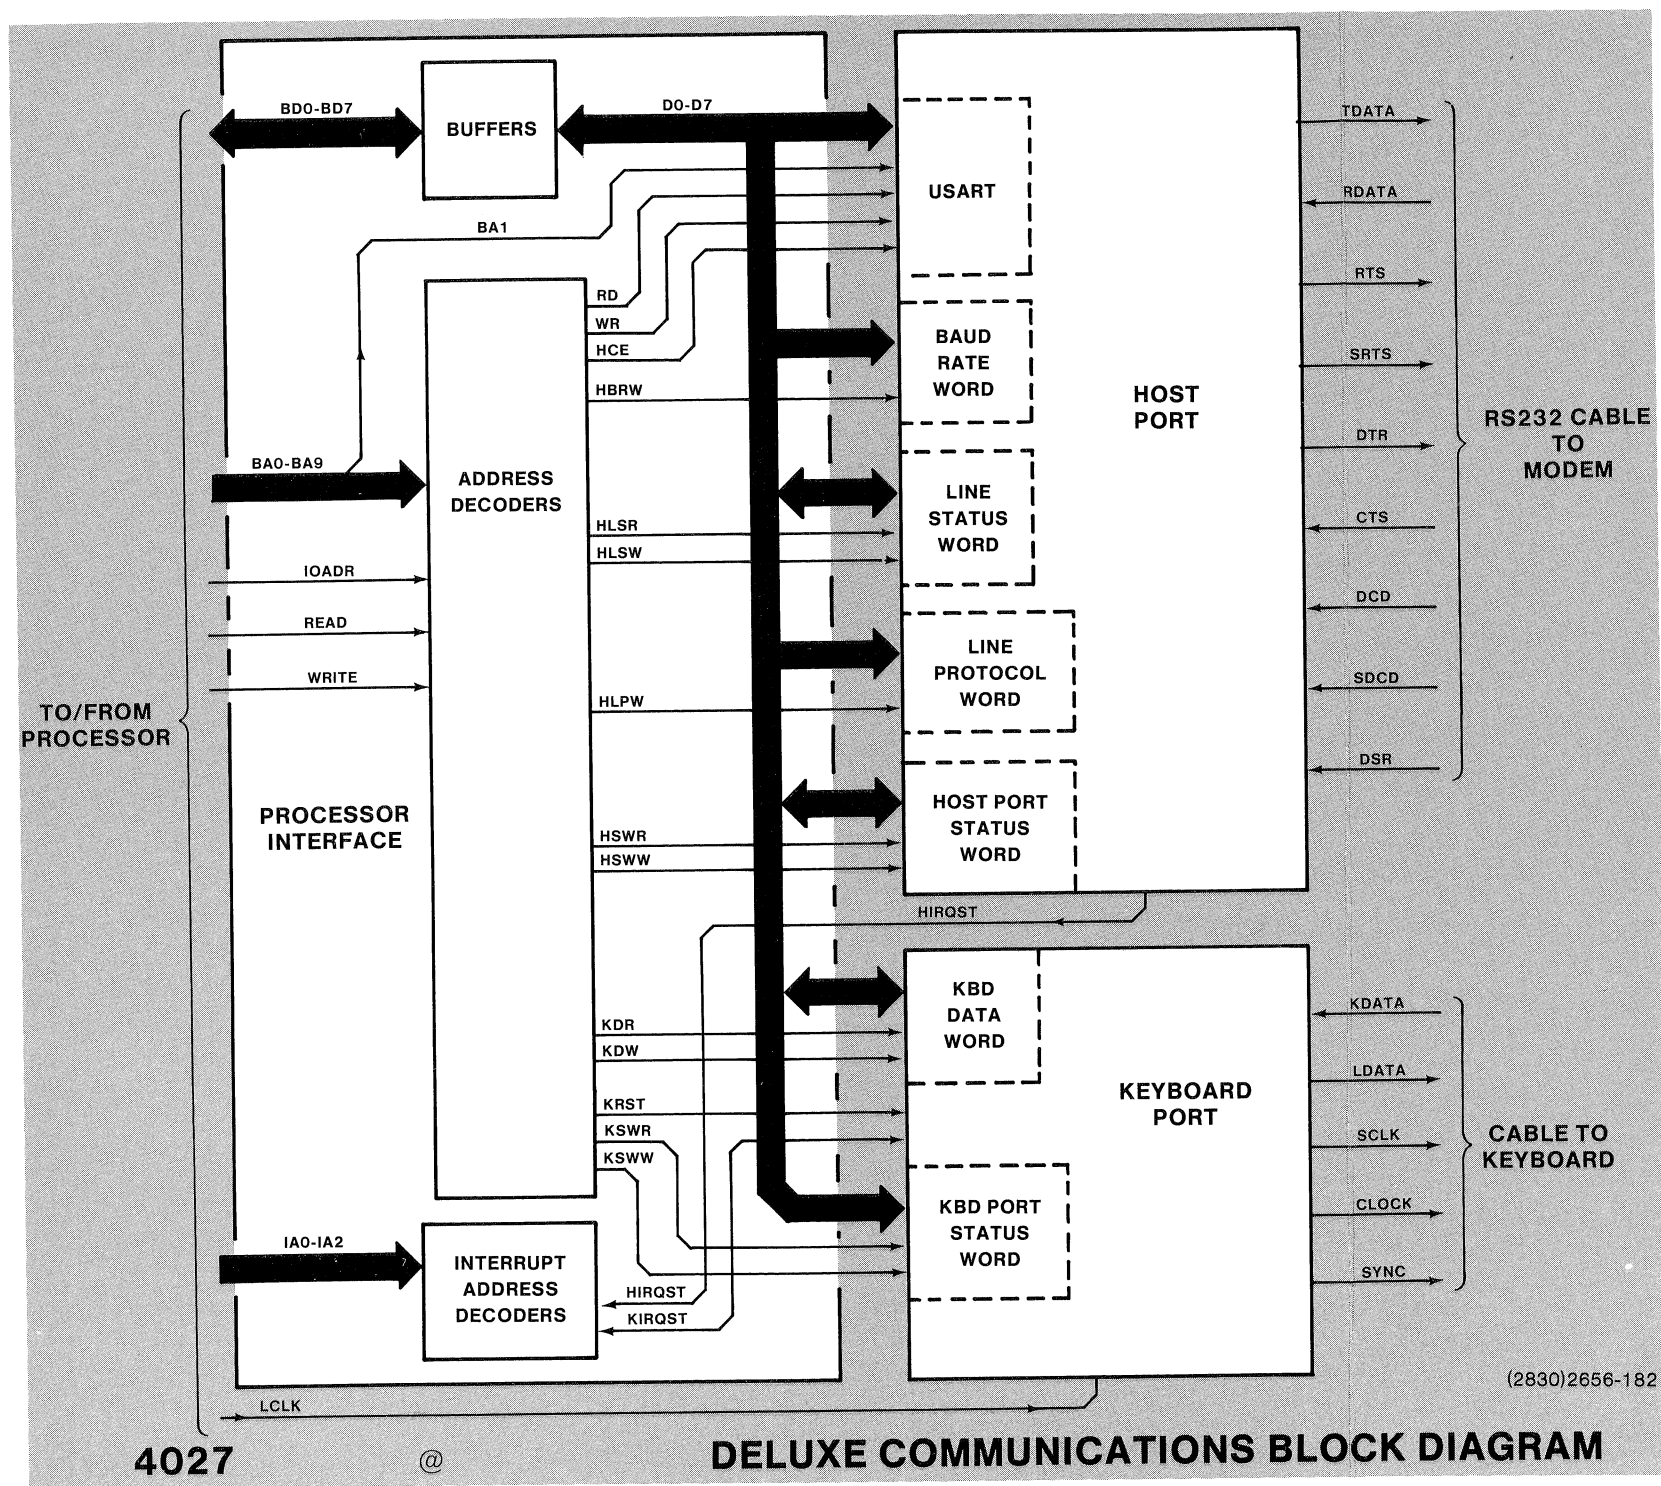 BD0-BD7
BUFFERS
D0-D7
BA1
RD
WR
HCE
HBRW
BA0-BA9
ADDRESS
DECODERS
HLSR
HLSW
IOADR
READ
WRITE
HLPW
TO/FROM
PROCESSOR
PROCESSOR
INTERFACE
HSWR
HSWW
HIRQST
KDR
KDW
KRST
KSWR
KSWW
IA0-IA2
INTERRUPT
ADDRESS
DECODERS
HIRQST
KIRQST
LCLK
USART
BAUD
RATE
WORD
LINE
STATUS
WORD
LINE
PROTOCOL
WORD
HOST PORT
STATUS
WORD
HOST
PORT
TDATA
RDATA
RTS
SRTS
DTR
CTS
DCD
SDCD
DSR
RS232 CABLE
TO
MODEM
KBD
DATA
WORD
KBD PORT
STATUS
WORD
KEYBOARD
PORT
KDATA
LDATA
SCLK
CLOCK
SYNC
CABLE TO
KEYBOARD
(2830)2656-182
4027
@
DELUXE COMMUNICATIONS BLOCK DIAGRAM